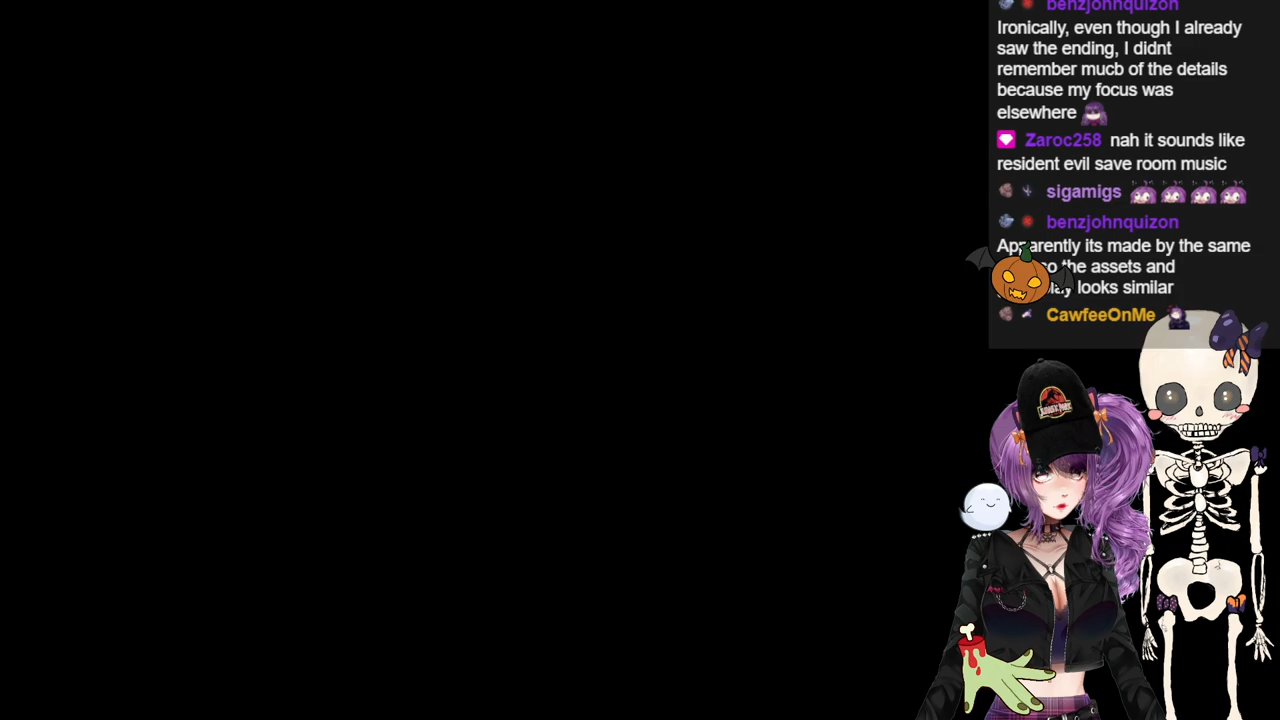 benzjohnquizon
Ironically, even though I already
saw the ending, I didnt
remember mucb of the details
because my focus was
elsewhere
Zaroc258 nah it sounds like
resident evil save room music
sigamigs
benzjohnquizon
Apparently its made by the same
so the assets and
looks similar
CawfeeOnMe